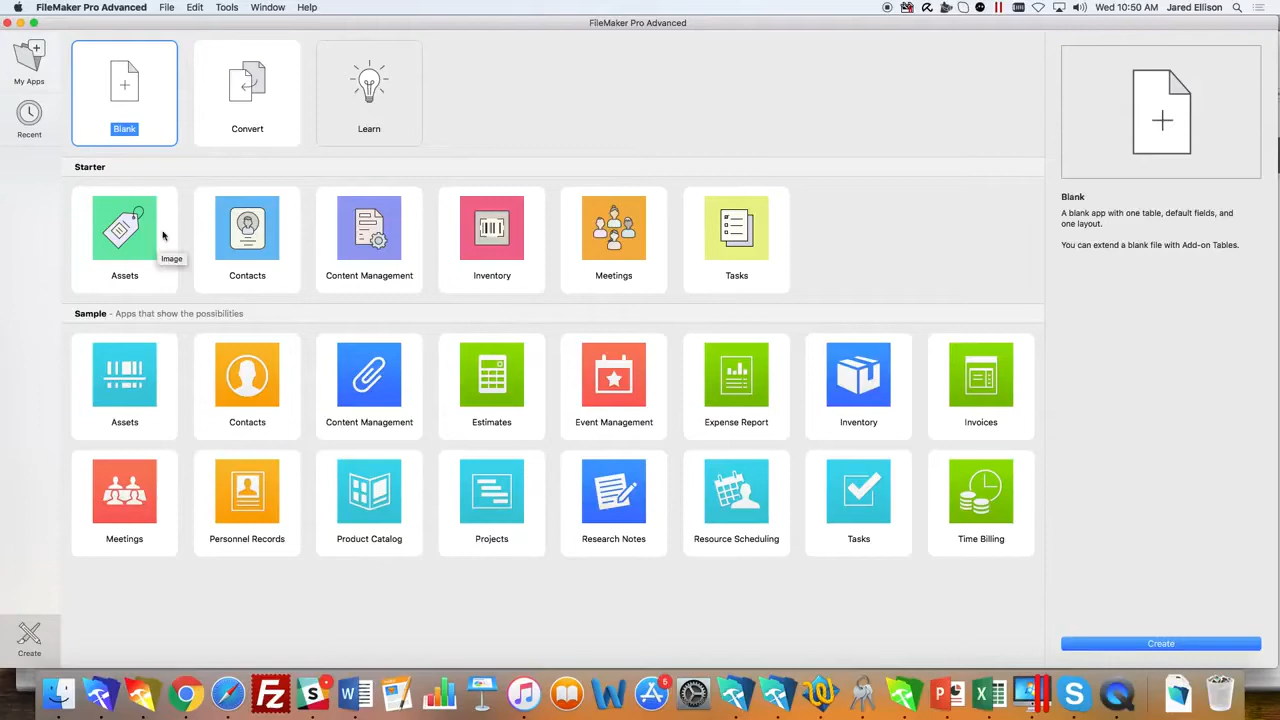 FileMaker Pro Advanced File Edit Tools Window Help Wed 10:50 AM Jared Ellison
FileMaker Pro Advanced
My Apps
Recent
Blank
Convert
Learn
Starter
Assets
Image
Contacts
Content Management
Inventory
Meetings
Tasks
Sample - Apps that show the possibilities
Assets
Contacts
Content Management
Estimates
Event Management
Expense Report
Inventory
Invoices
Meetings
Personnel Records
Product Catalog
Projects
Research Notes
Resource Scheduling
Tasks
Time Billing
Create
Blank
A blank app with one table, default fields, and
one layout.
You can extend a blank file with Add-on Tables.
Create
5